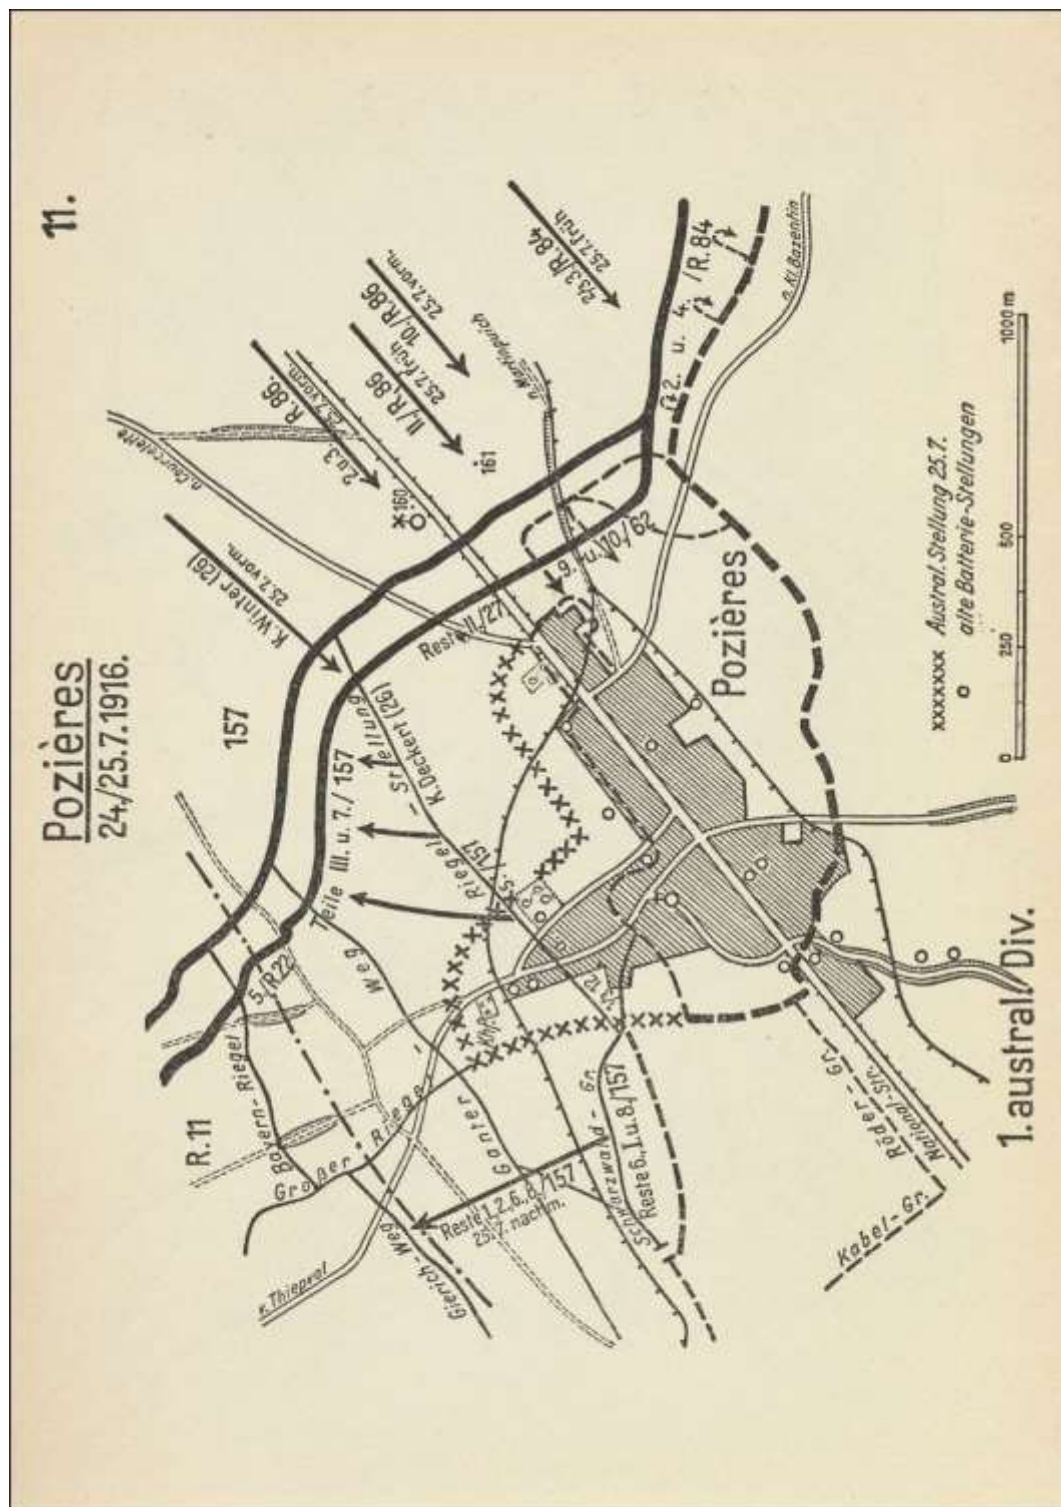 Pozières
24./25.7.1916.
11.
157
R.11
K. Winter (26)
25.7. vorm.
2.u.3.
R.86.
25.7. vorm.
II./R.86
25.7. früh
10./R.86
25.7. vorm.
2/3 3/R.84
25.7. früh
n. Courcelette
160
161
n. Martinpuich
n. Kl. Bazentin
2. u. 4. /R.84
9. u. 10./62
Reste II./27
K. Deckert (26)
Riegel - Stellung
Teile III. u. 7./157
5./157
5./R.22
Bayern-Riegel
Großer Riegel
Ganter - Weg
Gierich-Weg
v. Thiepval
Khf.
Reste 1., 2., 6., 8./157
25.7. nachm.
Schwarzwald-Gr.
Reste 6., 1. u. 8./157
Pozières
Röder-Gr.
National-Str.
Kabel-Gr.
1. austral. Div.
xxxxxxx Austral. Stellung 25.7.
o alte Batterie-Stellungen
0 250 500 1000 m